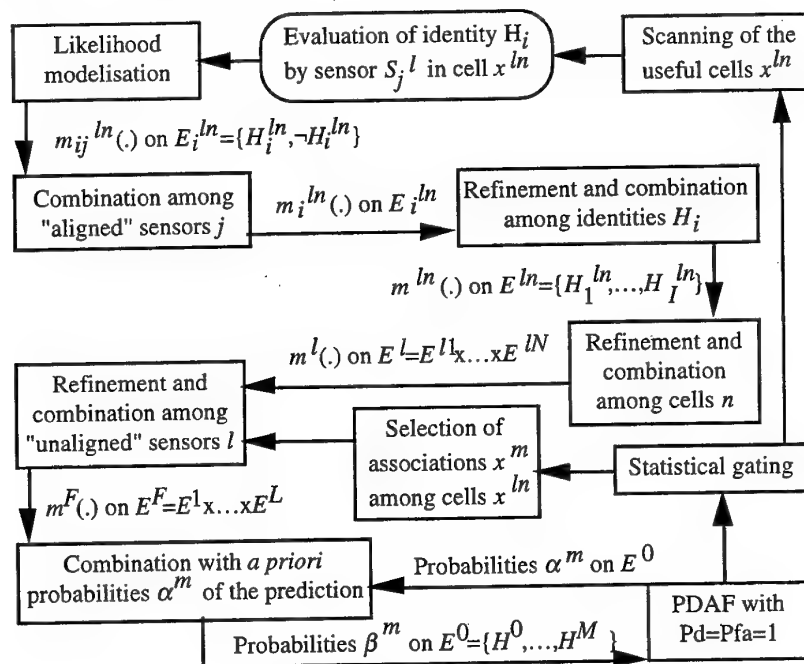 Likelihood
modelisation
Evaluation of identity H_i
by sensor S_j^l in cell x^ln
Scanning of the
useful cells x^ln
m_ij^ln(.) on E_i^ln={H_i^ln,¬H_i^ln}
Combination among
"aligned" sensors j
m_i^ln(.) on E_i^ln
Refinement and combination
among identities H_i
m^ln(.) on E^ln={H_1^ln,...,H_I^ln}
m^l(.) on E^l=E^l1x...xE^lN
Refinement and
combination
among cells n
Refinement and
combination among
"unaligned" sensors l
Selection of
associations x^m
among cells x^ln
Statistical gating
m^F(.) on E^F=E^1x...xE^L
Combination with a priori
probabilities α^m of the prediction
Probabilities α^m on E^0
PDAF with
Pd=Pfa=1
Probabilities β^m on E^0={H^0,...,H^M}